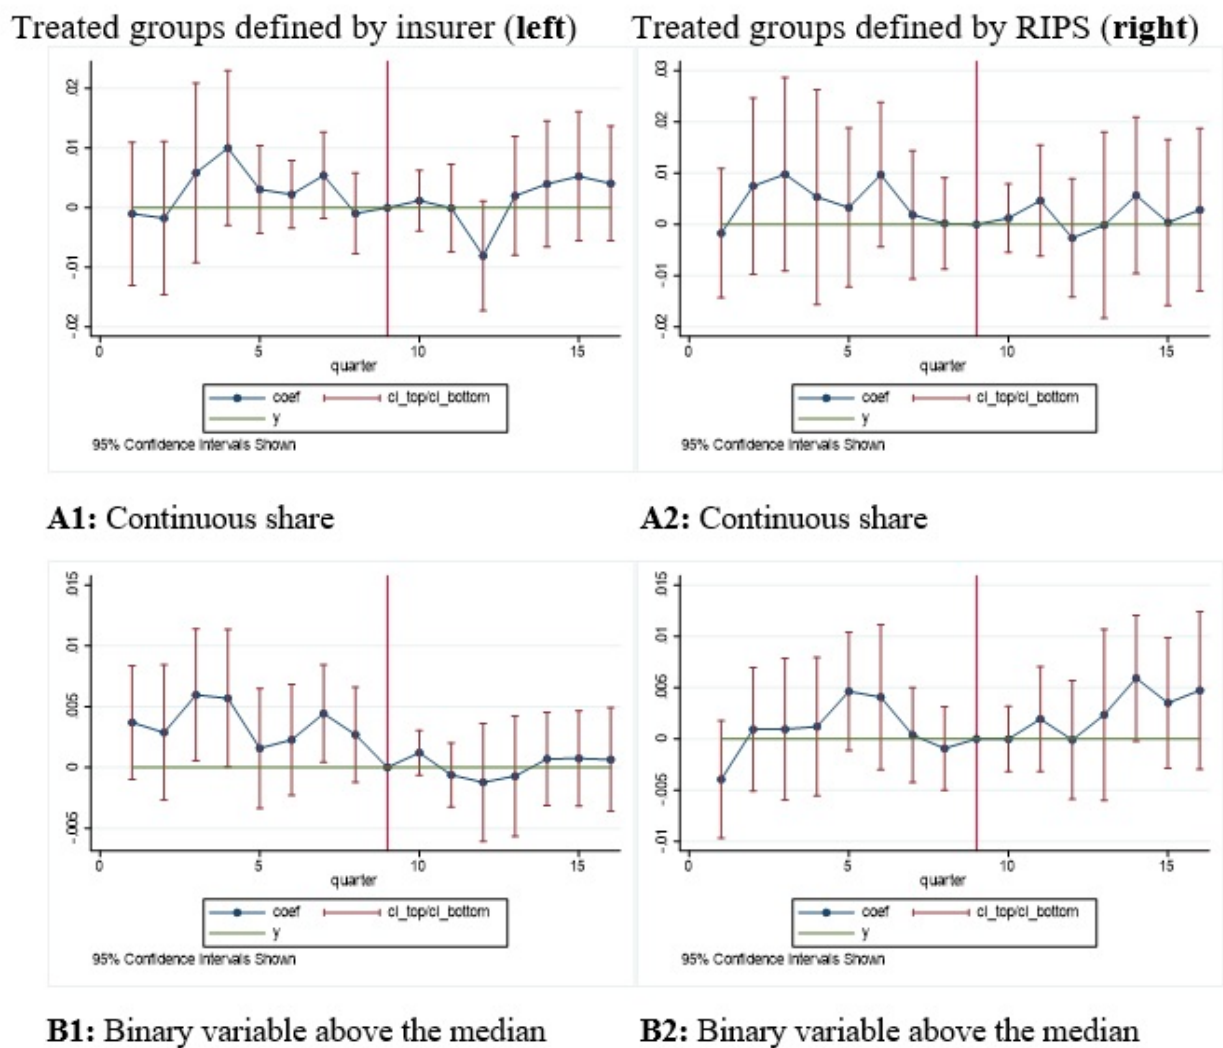 Treated groups defined by insurer (left)
Treated groups defined by RIPS (right)
.02
.01
0
-.01
-.02
0
5
10
15
quarter
coef
ci_top/ci_bottom
y
95% Confidence Intervals Shown
.03
.02
.01
0
-.01
-.02
0
5
10
15
quarter
coef
ci_top/ci_bottom
y
95% Confidence Intervals Shown
A1: Continuous share
A2: Continuous share
.015
.01
.005
0
-.005
0
5
10
15
quarter
coef
ci_top/ci_bottom
y
95% Confidence Intervals Shown
.015
.01
.005
0
-.005
-.01
0
5
10
15
quarter
coef
ci_top/ci_bottom
y
95% Confidence Intervals Shown
B1: Binary variable above the median
B2: Binary variable above the median